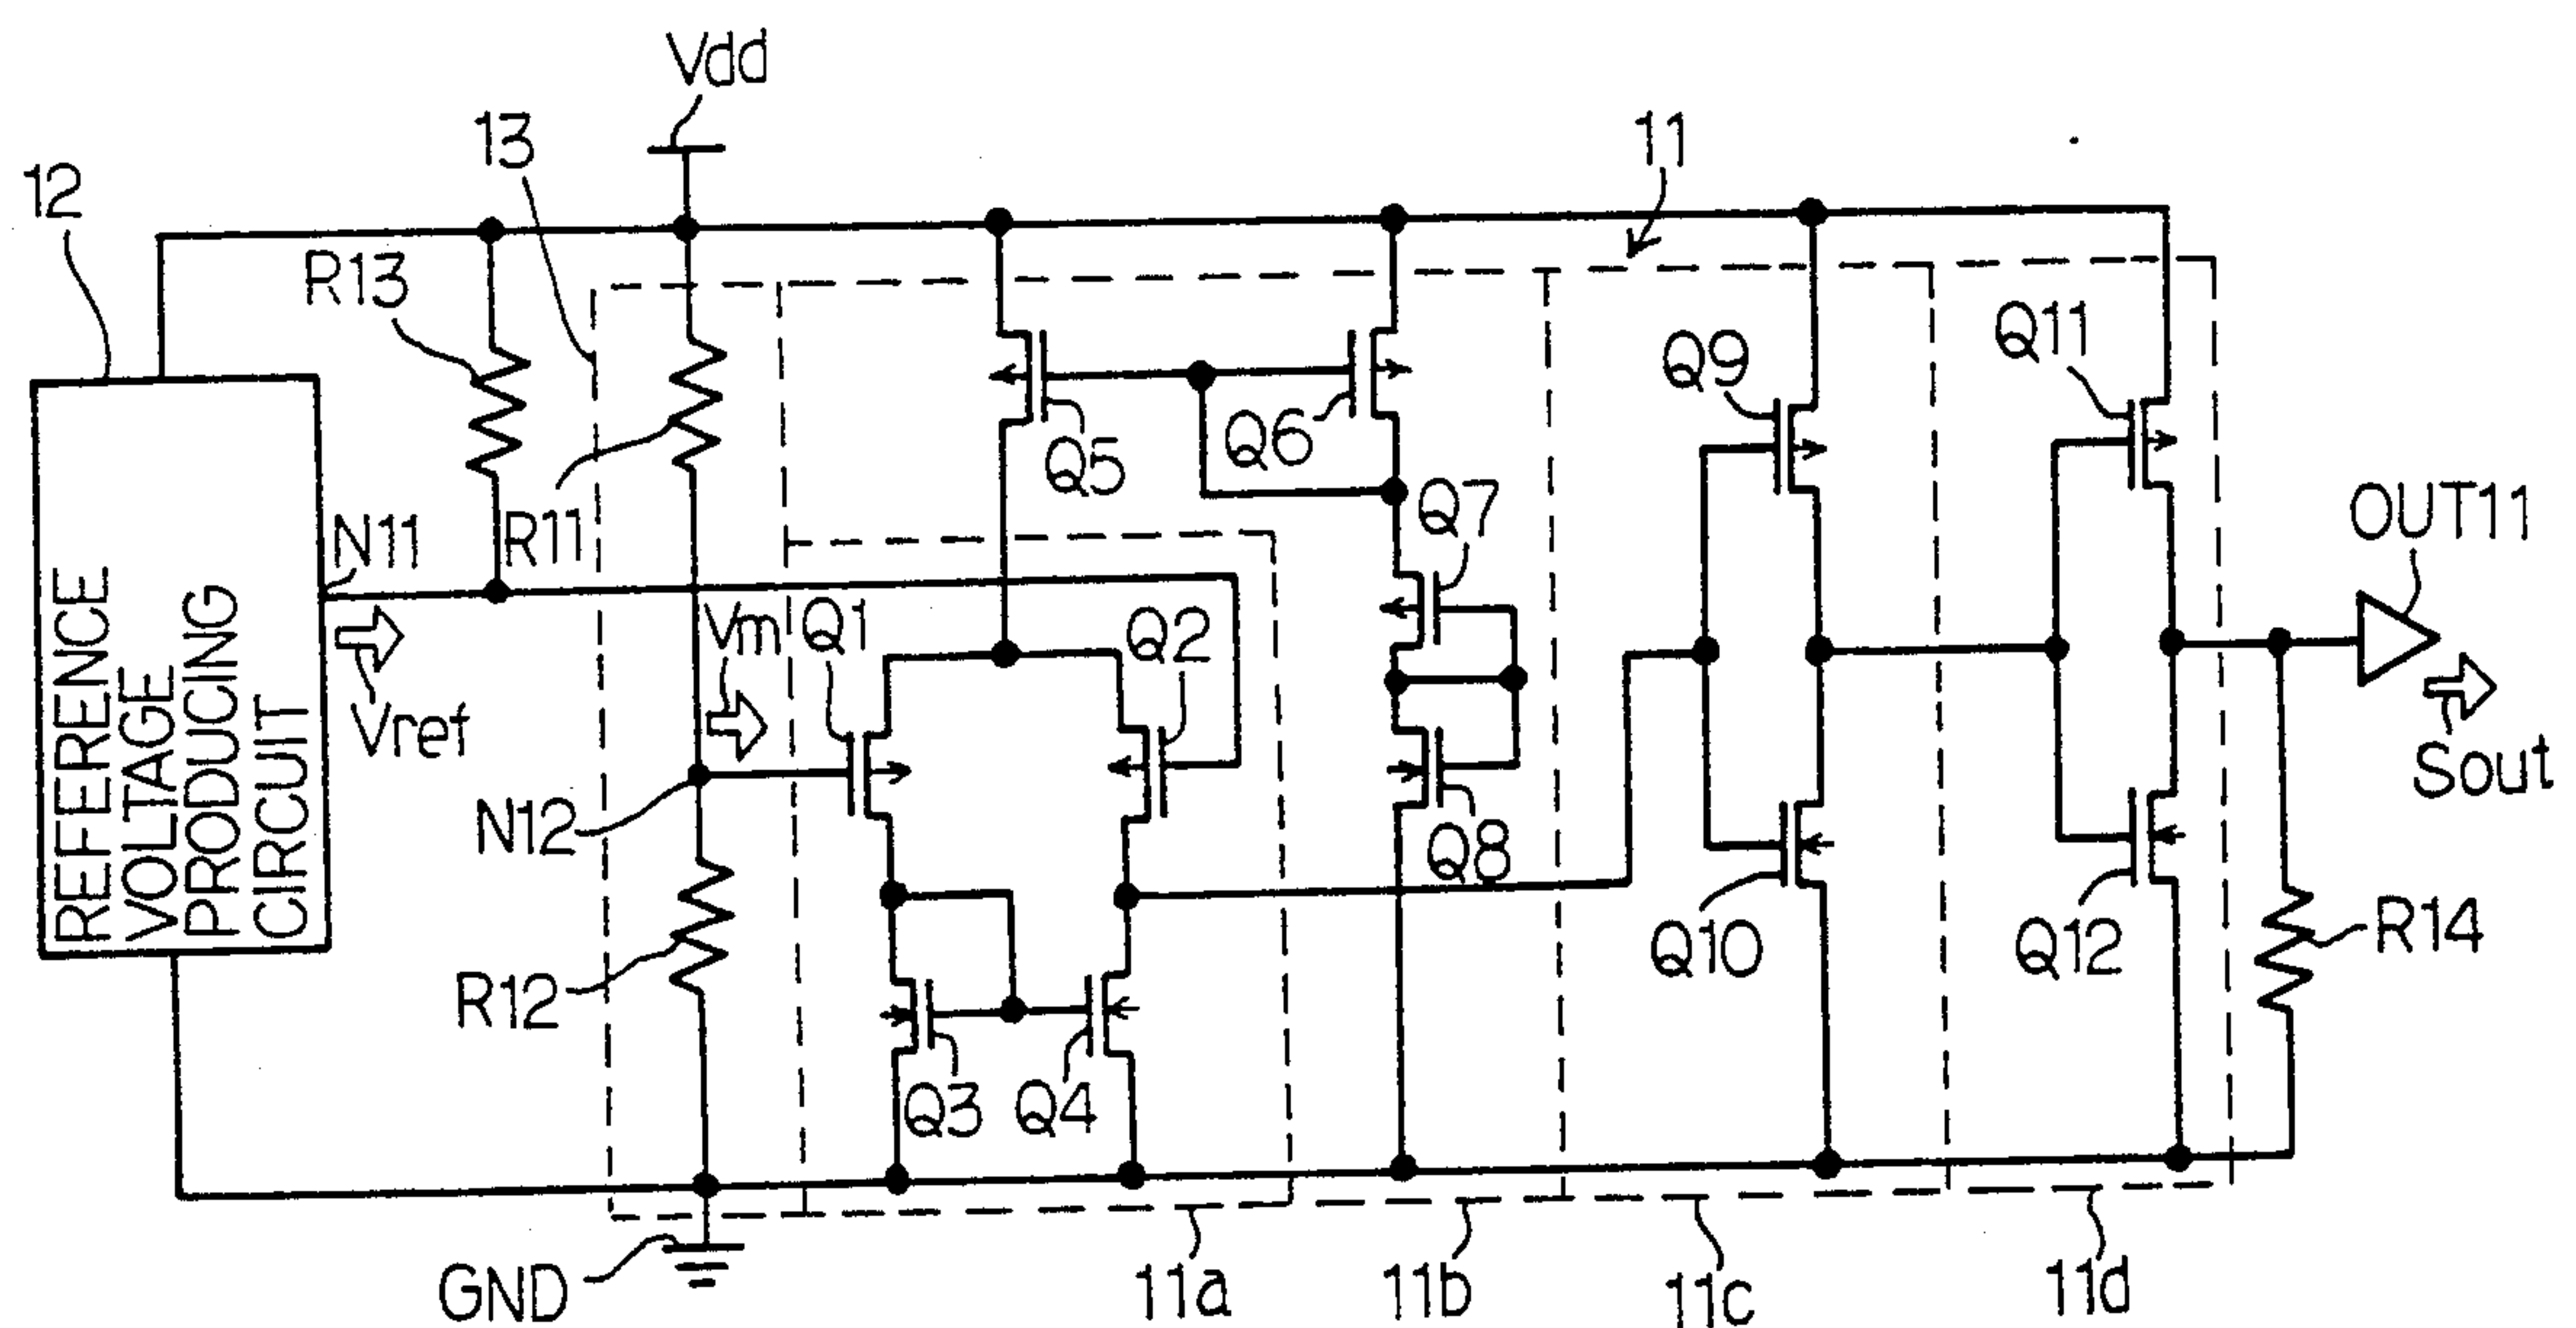 Vdd
13
11
12
R13
Q9
Q11
Q5
Q6
Q7
OUT11
N11
R11
REFERENCE
VOLTAGE
PRODUCING
CIRCUIT
Vref
Vm
Q1
Q2
Sout
N12
Q8
R12
Q10
Q12
R14
Q3
Q4
GND
11a
11b
11c
11d